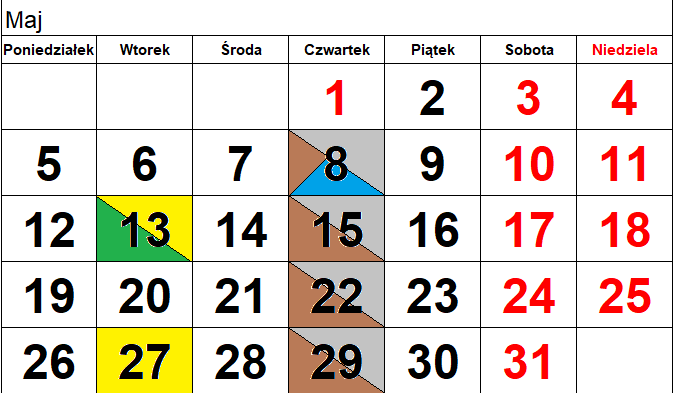 Maj
Poniedziałek Wtorek Środa Czwartek Piątek Sobota Niedziela
1 2 3 4
5 6 7 8 9 10 11
12 13 14 15 16 17 18
19 20 21 22 23 24 25
26 27 28 29 30 31